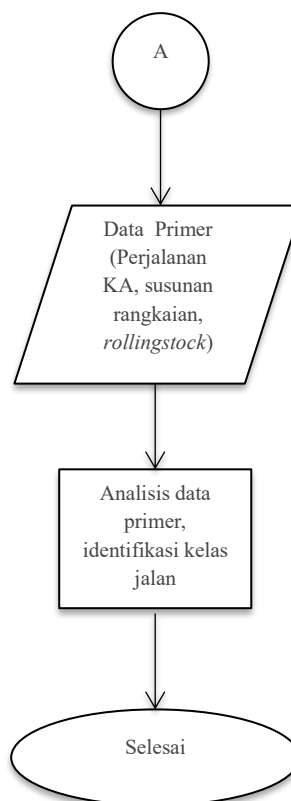 A
Data Primer
(Perjalanan
KA, susunan
rangkaian,
rollingstock)
Analisis data
primer,
identifikasi kelas
jalan
Selesai